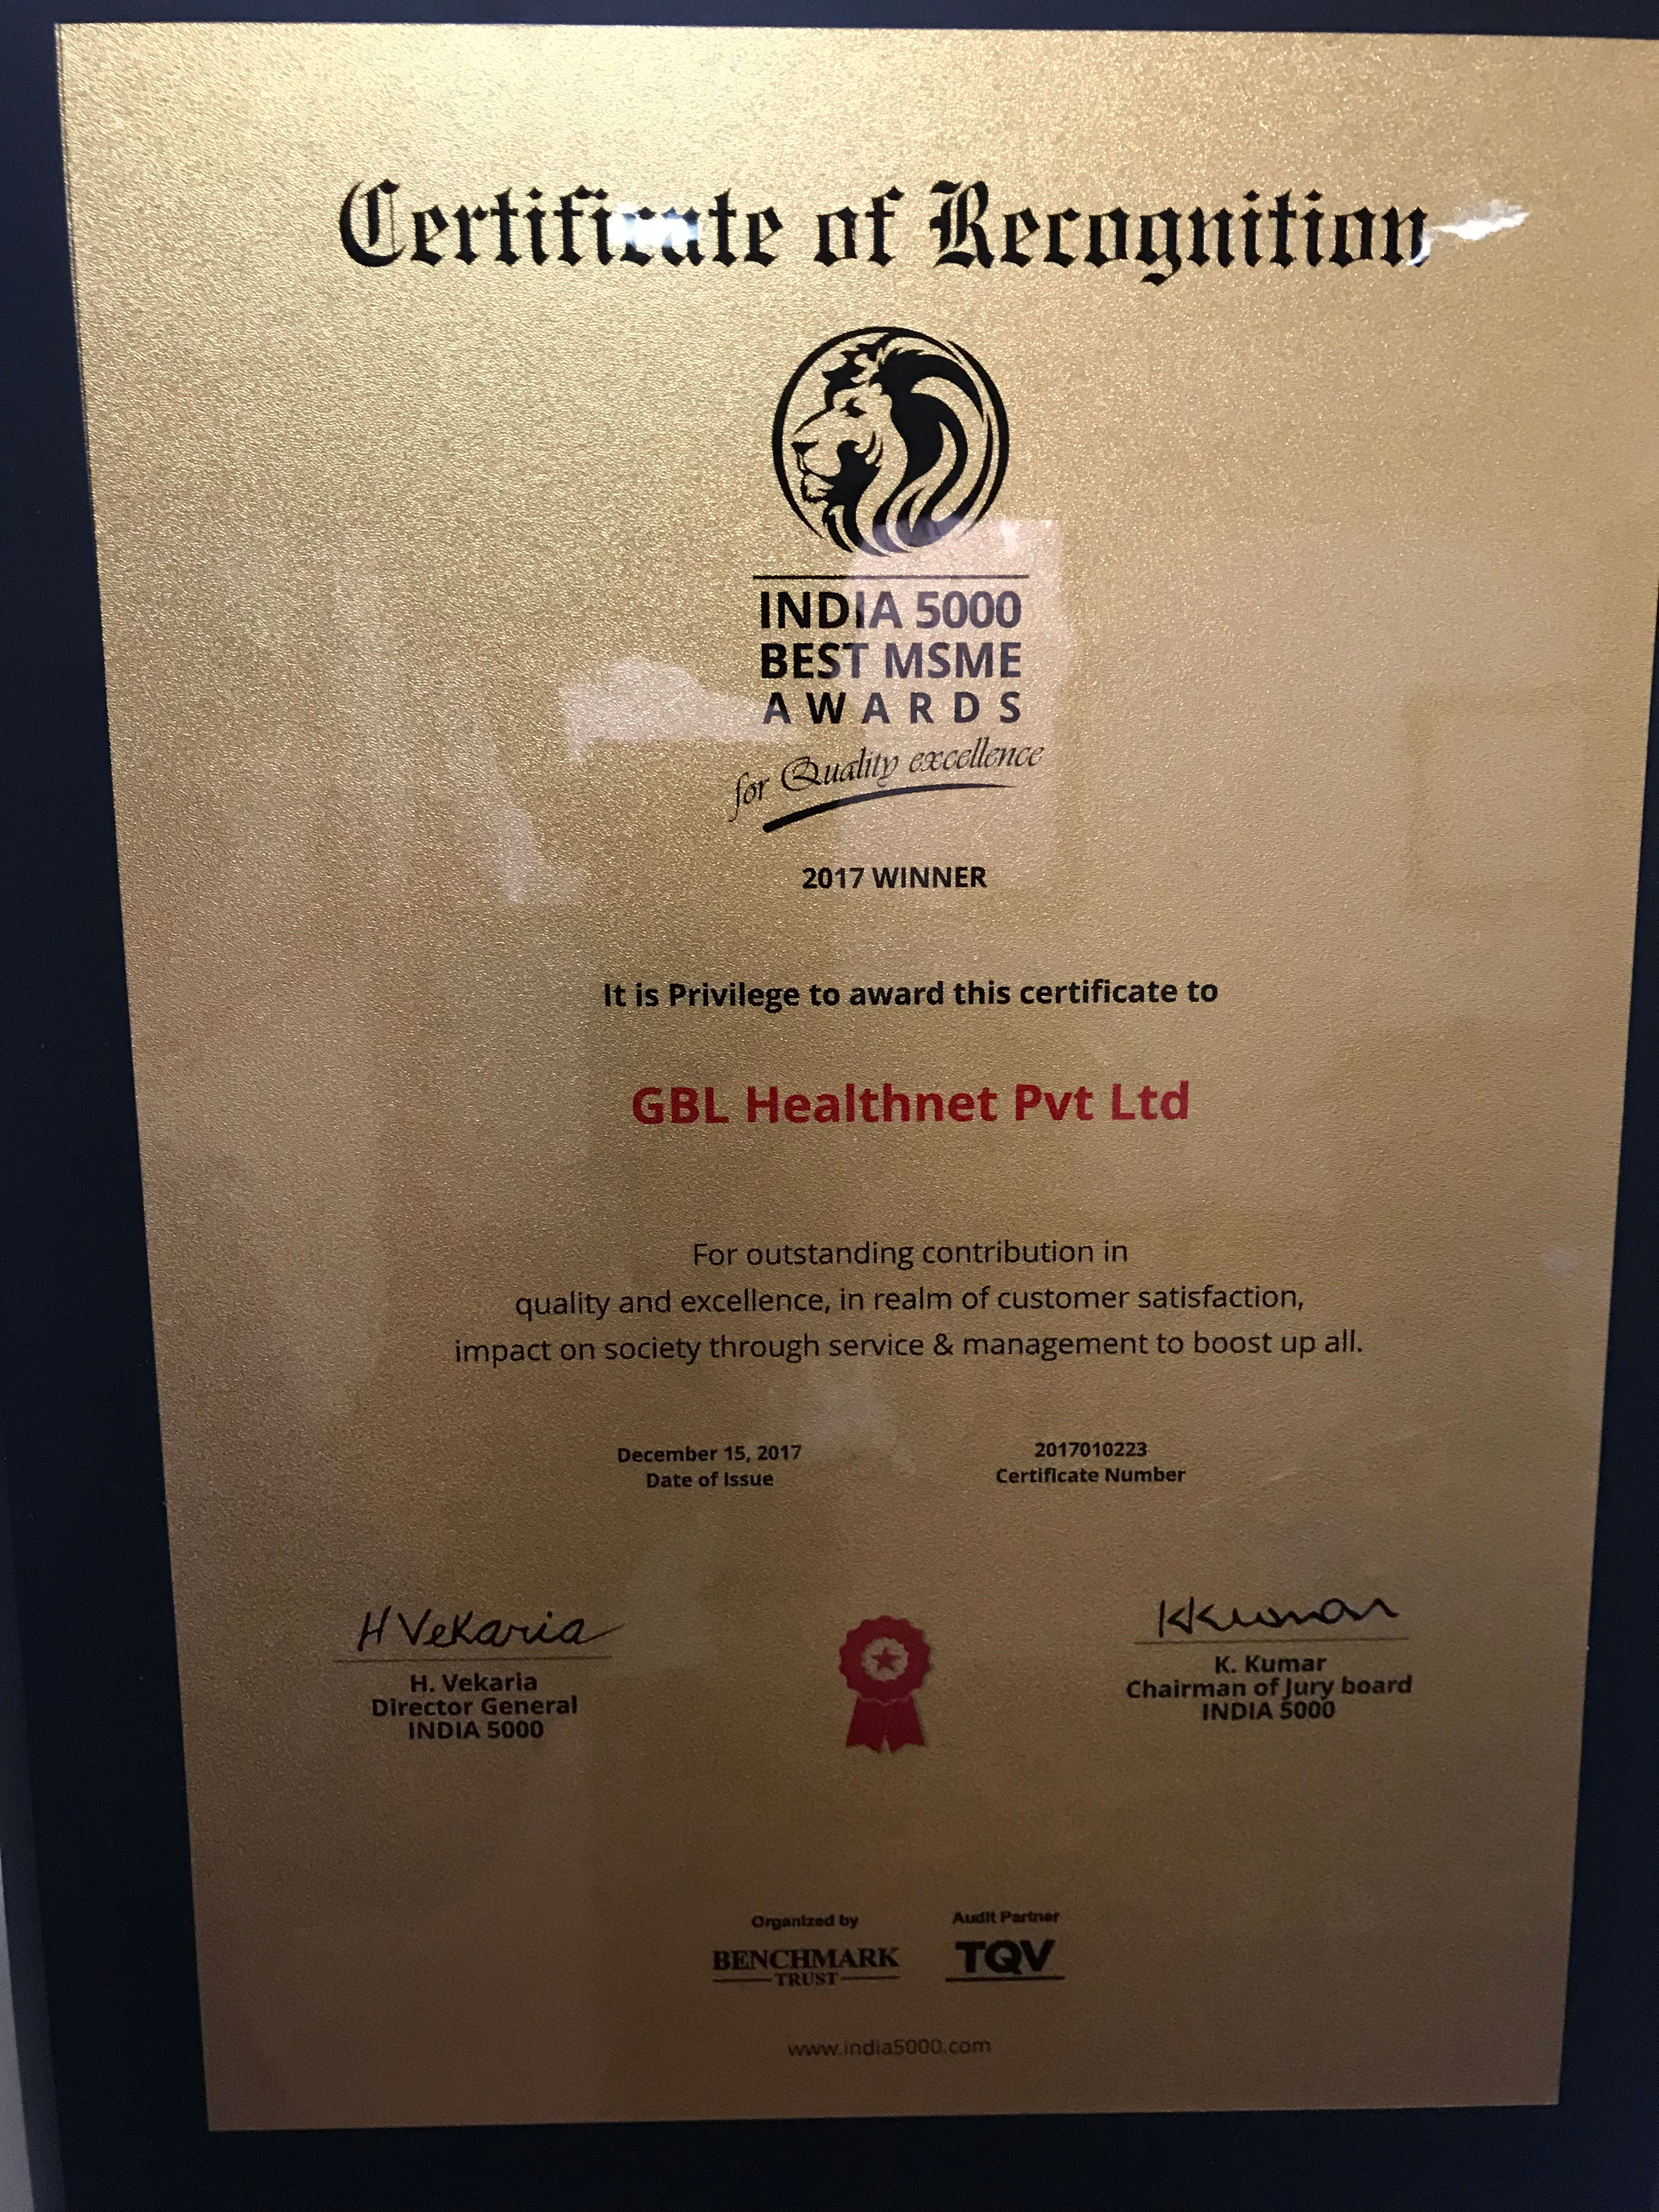 Certificate of Recognition
INDIA 5000
BEST MSME
AWARDS
for Quality excellence
2017 WINNER
It is Privilege to award this certificate to
GBL Healthnet Pvt Ltd
For outstanding contribution in
quality and excellence, in realm of customer satisfaction,
impact on society through service & management to boost up all.
December 15, 2017
Date of Issue
2017010223
Certificate Number
H Vekaria
H. Vekaria
Director General
INDIA 5000
KKumar
K. Kumar
Chairman of Jury board
INDIA 5000
Organized by
BENCHMARK
TRUST
Audit Partner
TQV
www.india5000.com